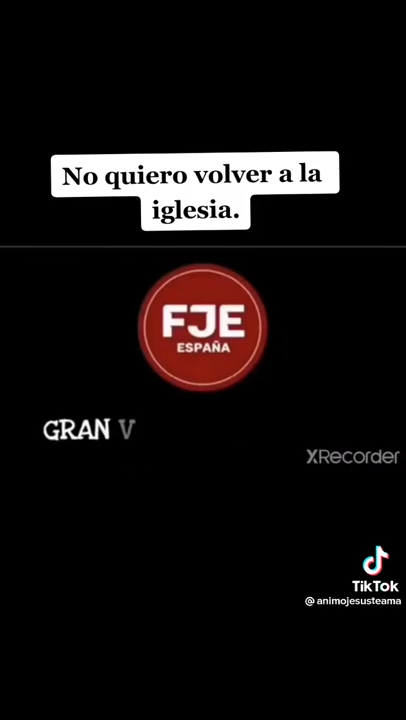 No quiero volver a la
iglesia.
FJE
ESPAÑA
GRAN V
XRecorder
TikTok
@animojesusteama